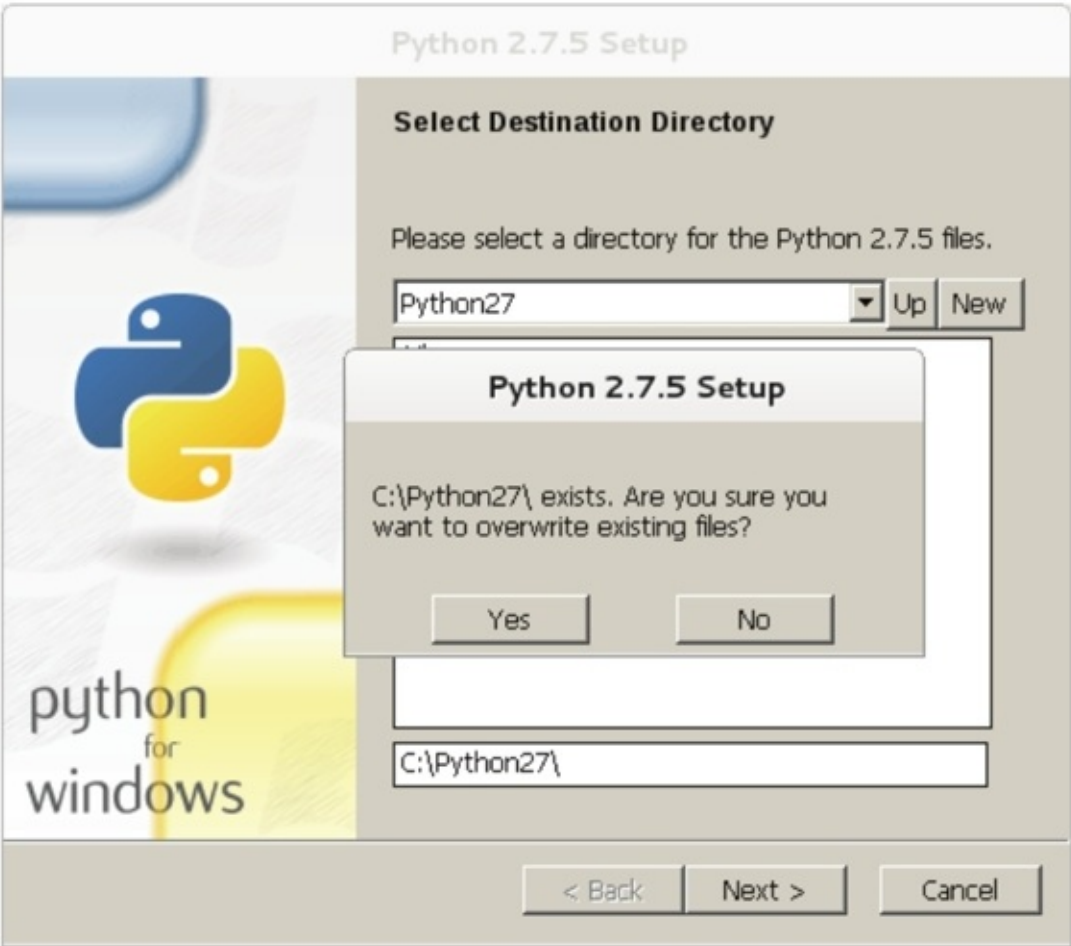 Python 2.7.5 Setup
Select Destination Directory
Please select a directory for the Python 2.7.5 files.
Python27
Up
New
Python 2.7.5 Setup
C:\Python27\ exists. Are you sure you
want to overwrite existing files?
Yes
No
C:\Python27\
python
for
windows
< Back
Next >
Cancel